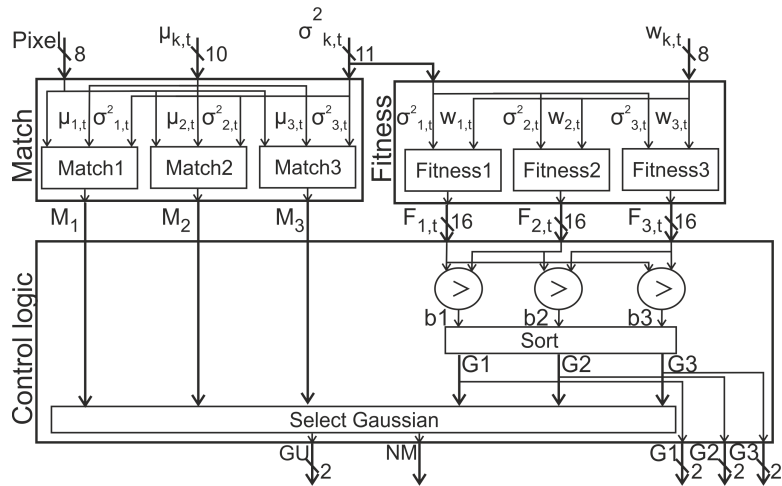 Pixel 8 μk,t 10 σ²k,t 11 wk,t 8
Match
μ1,t σ²1,t μ2,t σ²2,t μ3,t σ²3,t
Match1 Match2 Match3
Fitness
σ²1,t w1,t σ²2,t w2,t σ²3,t w3,t
Fitness1 Fitness2 Fitness3
M1 M2 M3 F1,t 16 F2,t 16 F3,t 16
Control logic
> > >
b1 b2 b3
Sort
G1 G2 G3
Select Gaussian
GU 2 NM G1 2 G2 2 G3 2